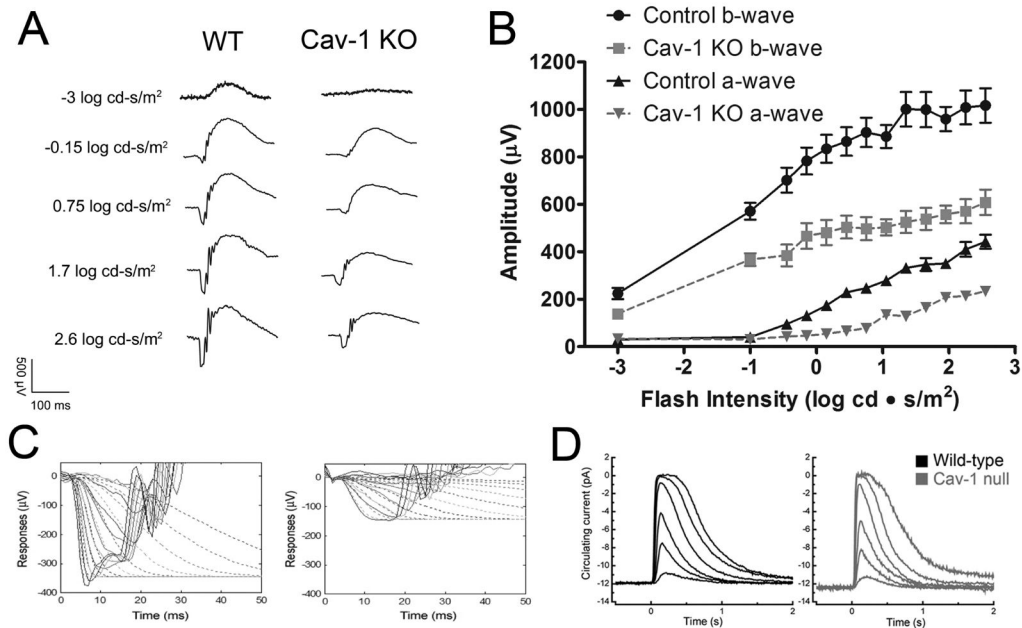 A
WT
Cav-1 KO
-3 log cd-s/m²
-0.15 log cd-s/m²
0.75 log cd-s/m²
1.7 log cd-s/m²
2.6 log cd-s/m²
500 µV
100 ms
B
Control b-wave
Cav-1 KO b-wave
Control a-wave
Cav-1 KO a-wave
Amplitude (µV)
1200
1000
800
600
400
200
0
-3 -2 -1 0 1 2 3
Flash Intensity (log cd • s/m²)
C
Responses (µV)
0
-100
-200
-300
-400
0 10 20 30 40 50
Time (ms)
Responses (µV)
0
-100
-200
-300
-400
0 10 20 30 40 50
Time (ms)
D
Wild-type
Cav-1 null
Circulating current (pA)
2
0
-2
-4
-6
-8
-10
-12
-14
0 1 2
Time (s)
2
0
-2
-4
-6
-8
-10
-12
-14
0 1 2
Time (s)